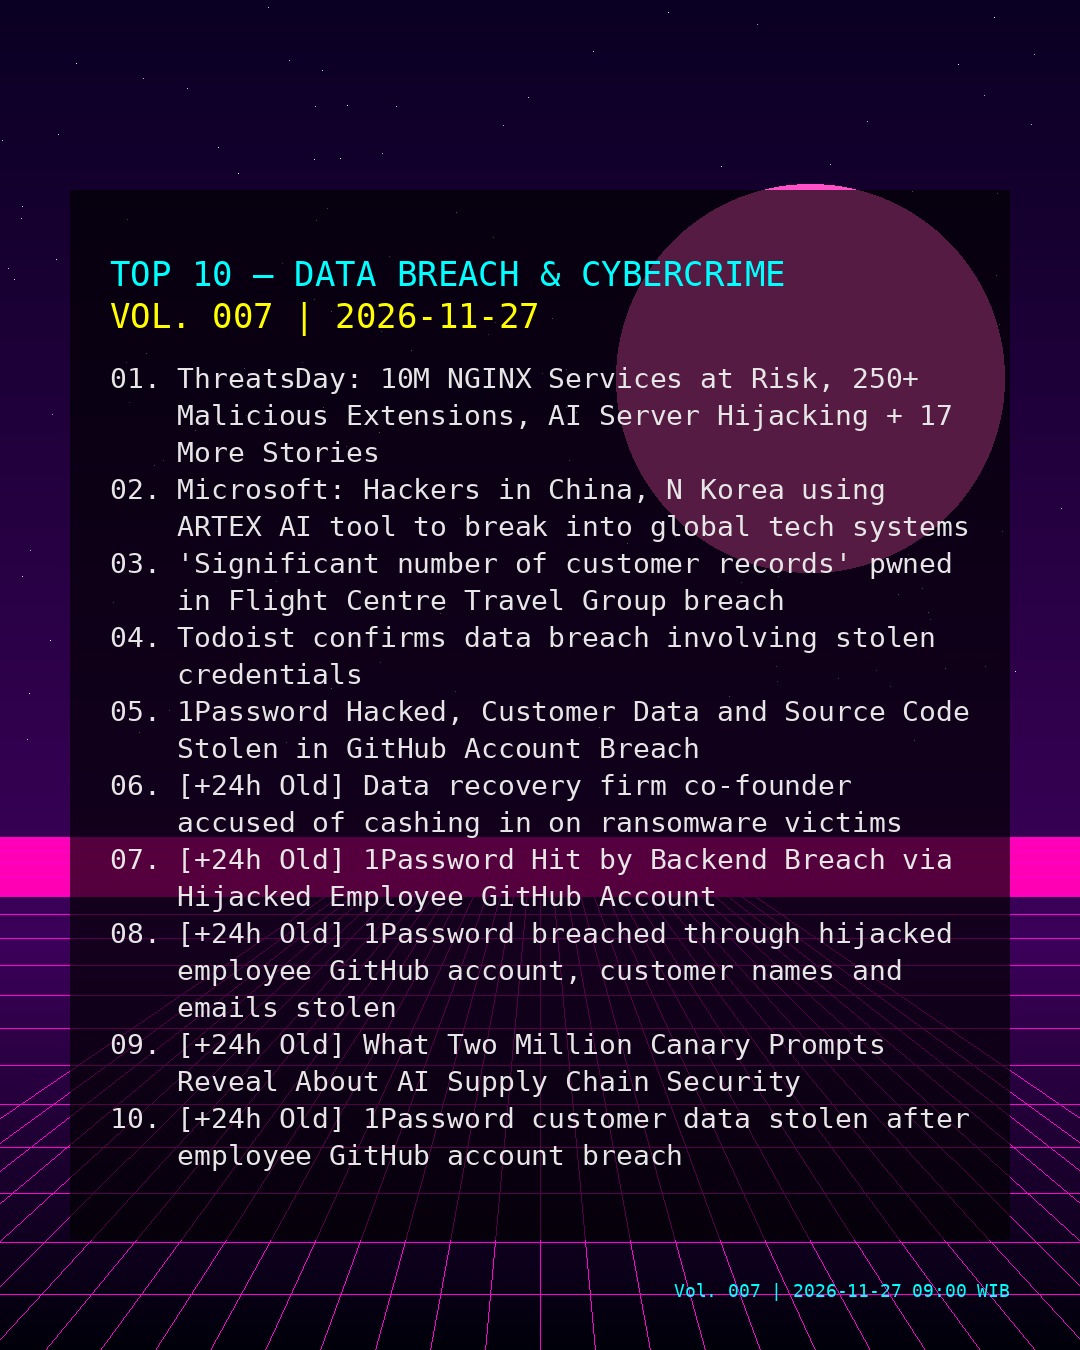 TOP 10 — DATA BREACH & CYBERCRIME
VOL. 007 | 2026-11-27
01. ThreatsDay: 10M NGINX Services at Risk, 250+
Malicious Extensions, AI Server Hijacking + 17
More Stories
02. Microsoft: Hackers in China, N Korea using
ARTEX AI tool to break into global tech systems
03. 'Significant number of customer records' pwned
in Flight Centre Travel Group breach
04. Todoist confirms data breach involving stolen
credentials
05. 1Password Hacked, Customer Data and Source Code
Stolen in GitHub Account Breach
06. [+24h Old] Data recovery firm co-founder
accused of cashing in on ransomware victims
07. [+24h Old] 1Password Hit by Backend Breach via
Hijacked Employee GitHub Account
08. [+24h Old] 1Password breached through hijacked
employee GitHub account, customer names and
emails stolen
09. [+24h Old] What Two Million Canary Prompts
Reveal About AI Supply Chain Security
10. [+24h Old] 1Password customer data stolen after
employee GitHub account breach
Vol. 007 | 2026-11-27 09:00 WIB